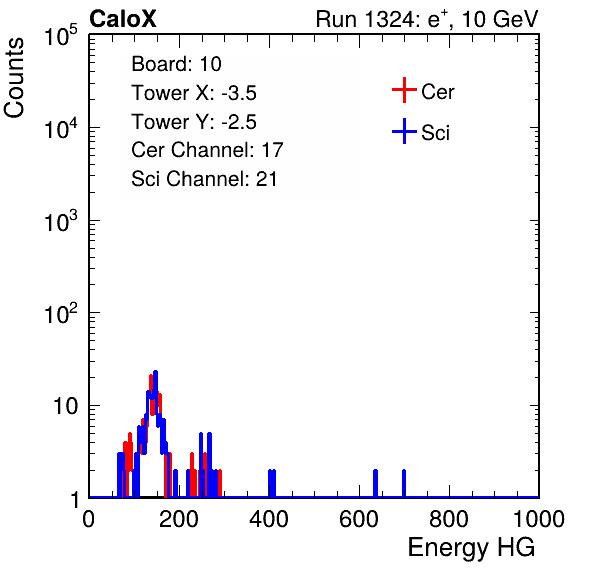 CaloX Run 1324: e⁺, 10 GeV
Counts
Board: 10
Tower X: -3.5
Tower Y: -2.5
Cer Channel: 17
Sci Channel: 21
Cer
Sci
10⁵
10⁴
10³
10²
10
1
0 200 400 600 800 1000
Energy HG